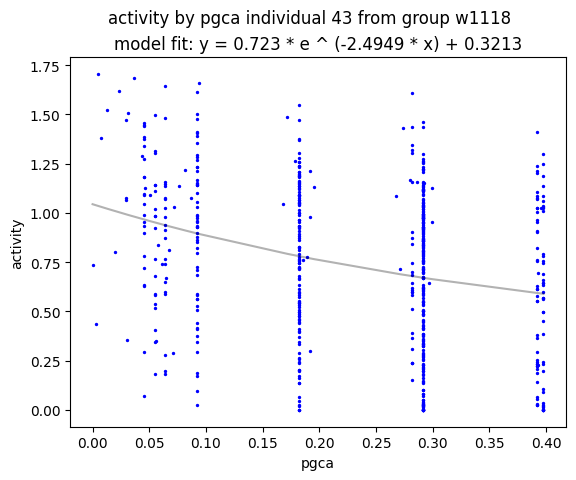 activity by pgca individual 43 from group w1118
model fit: y = 0.723 * e ^ (-2.4949 * x) + 0.3213
1.75
1.50
1.25
1.00
0.75
0.50
0.25
0.00
activity
0.00 0.05 0.10 0.15 0.20 0.25 0.30 0.35 0.40
pgca